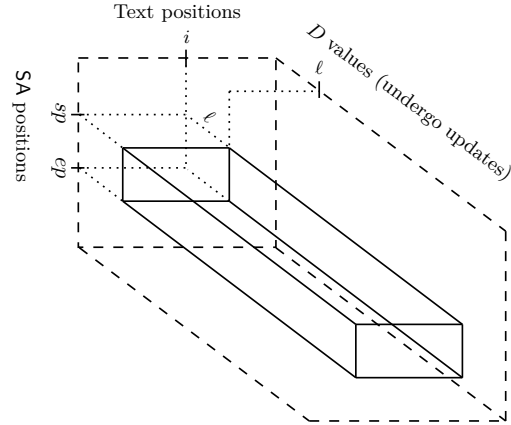 Text positions
i
D values (undergo updates)
ℓ
SA positions
sp
ℓ
ep